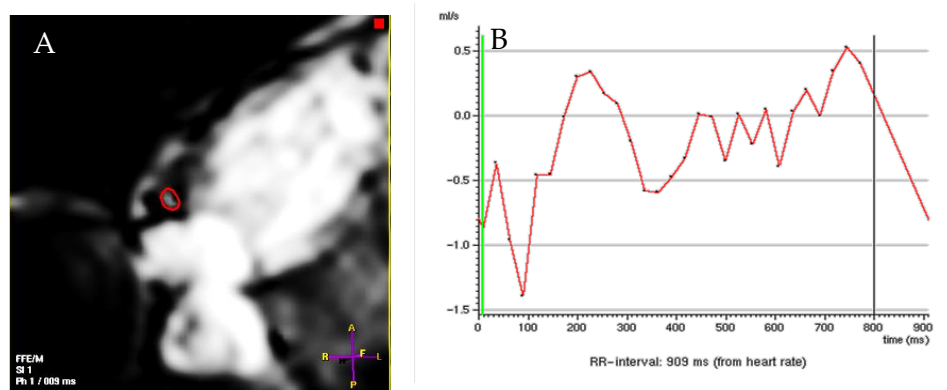 A
A
R F L
P
FFE/M
Sl 1
Ph 1 / 009 ms
B
ml/s
0.5
0.0
-0.5
-1.0
-1.5
0 100 200 300 400 500 600 700 800 900
time (ms)
RR-interval: 909 ms (from heart rate)